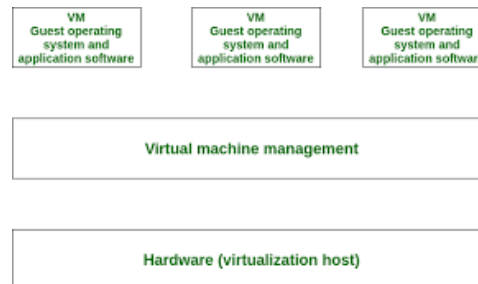 VM
Guest operating
system and
application software
VM
Guest operating
system and
application software
VM
Guest operating
system and
application softwar
Virtual machine management
Hardware (virtualization host)